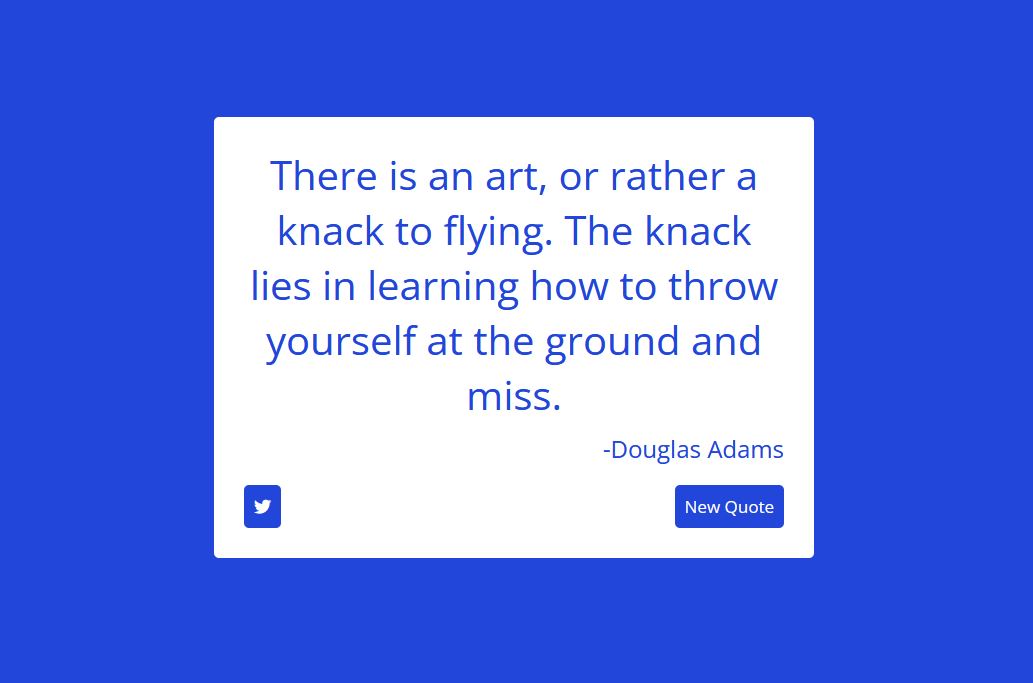 There is an art, or rather a
knack to flying. The knack
lies in learning how to throw
yourself at the ground and
miss.
-Douglas Adams
New Quote